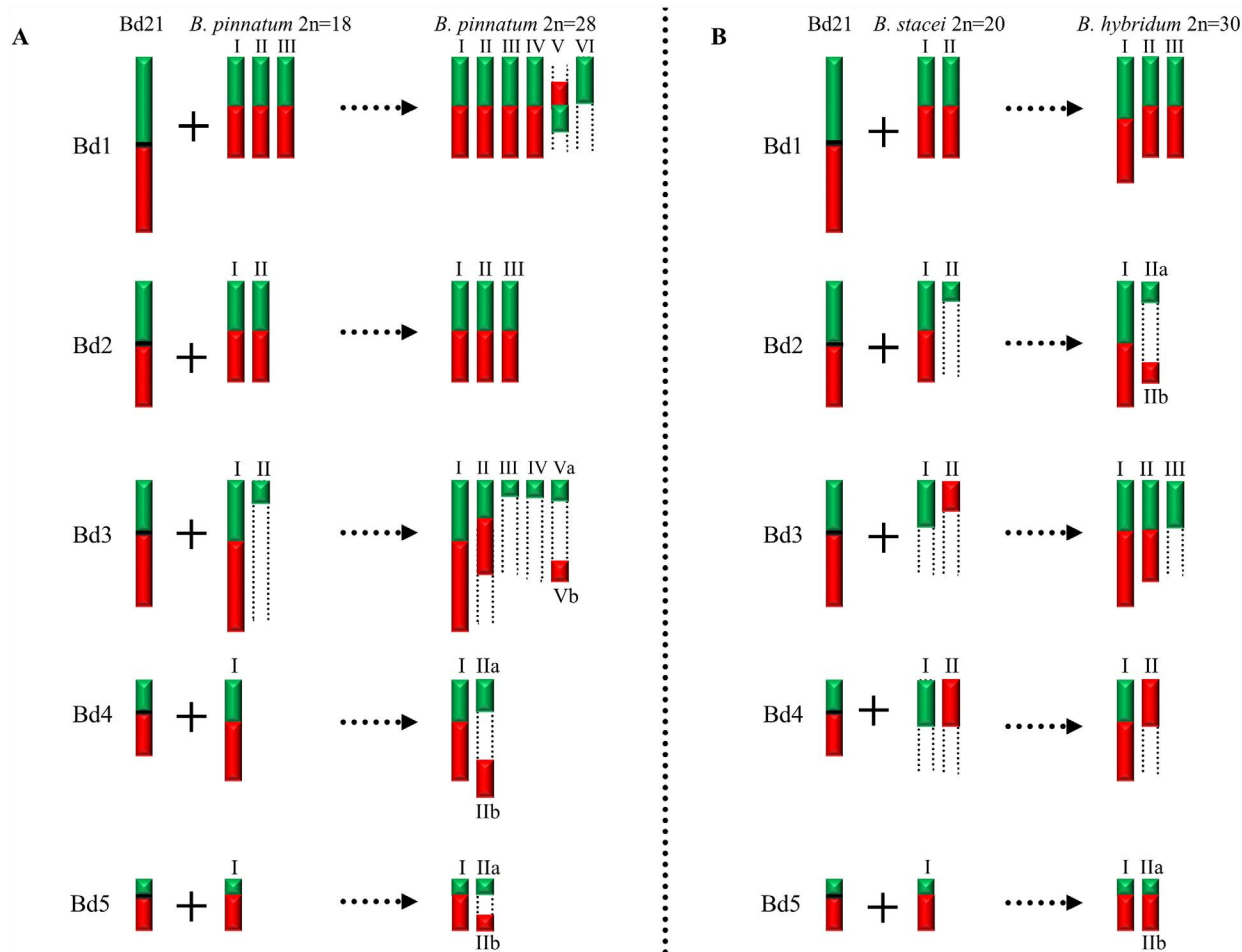 A
Bd21 B. pinnatum 2n=18 B. pinnatum 2n=28
I II III I II III IV V VI
Bd1 +
I II I II III
Bd2 +
I II I II III IV Va
Bd3 +
Vb
I I IIa
Bd4 +
IIb
I I IIa
Bd5 +
IIb
B
Bd21 B. stacei 2n=20 B. hybridum 2n=30
I II I II III
Bd1 +
I II I IIa
Bd2 +
IIb
I II I II III
Bd3 +
I II I II
Bd4 +
I I IIa
Bd5 +
IIb